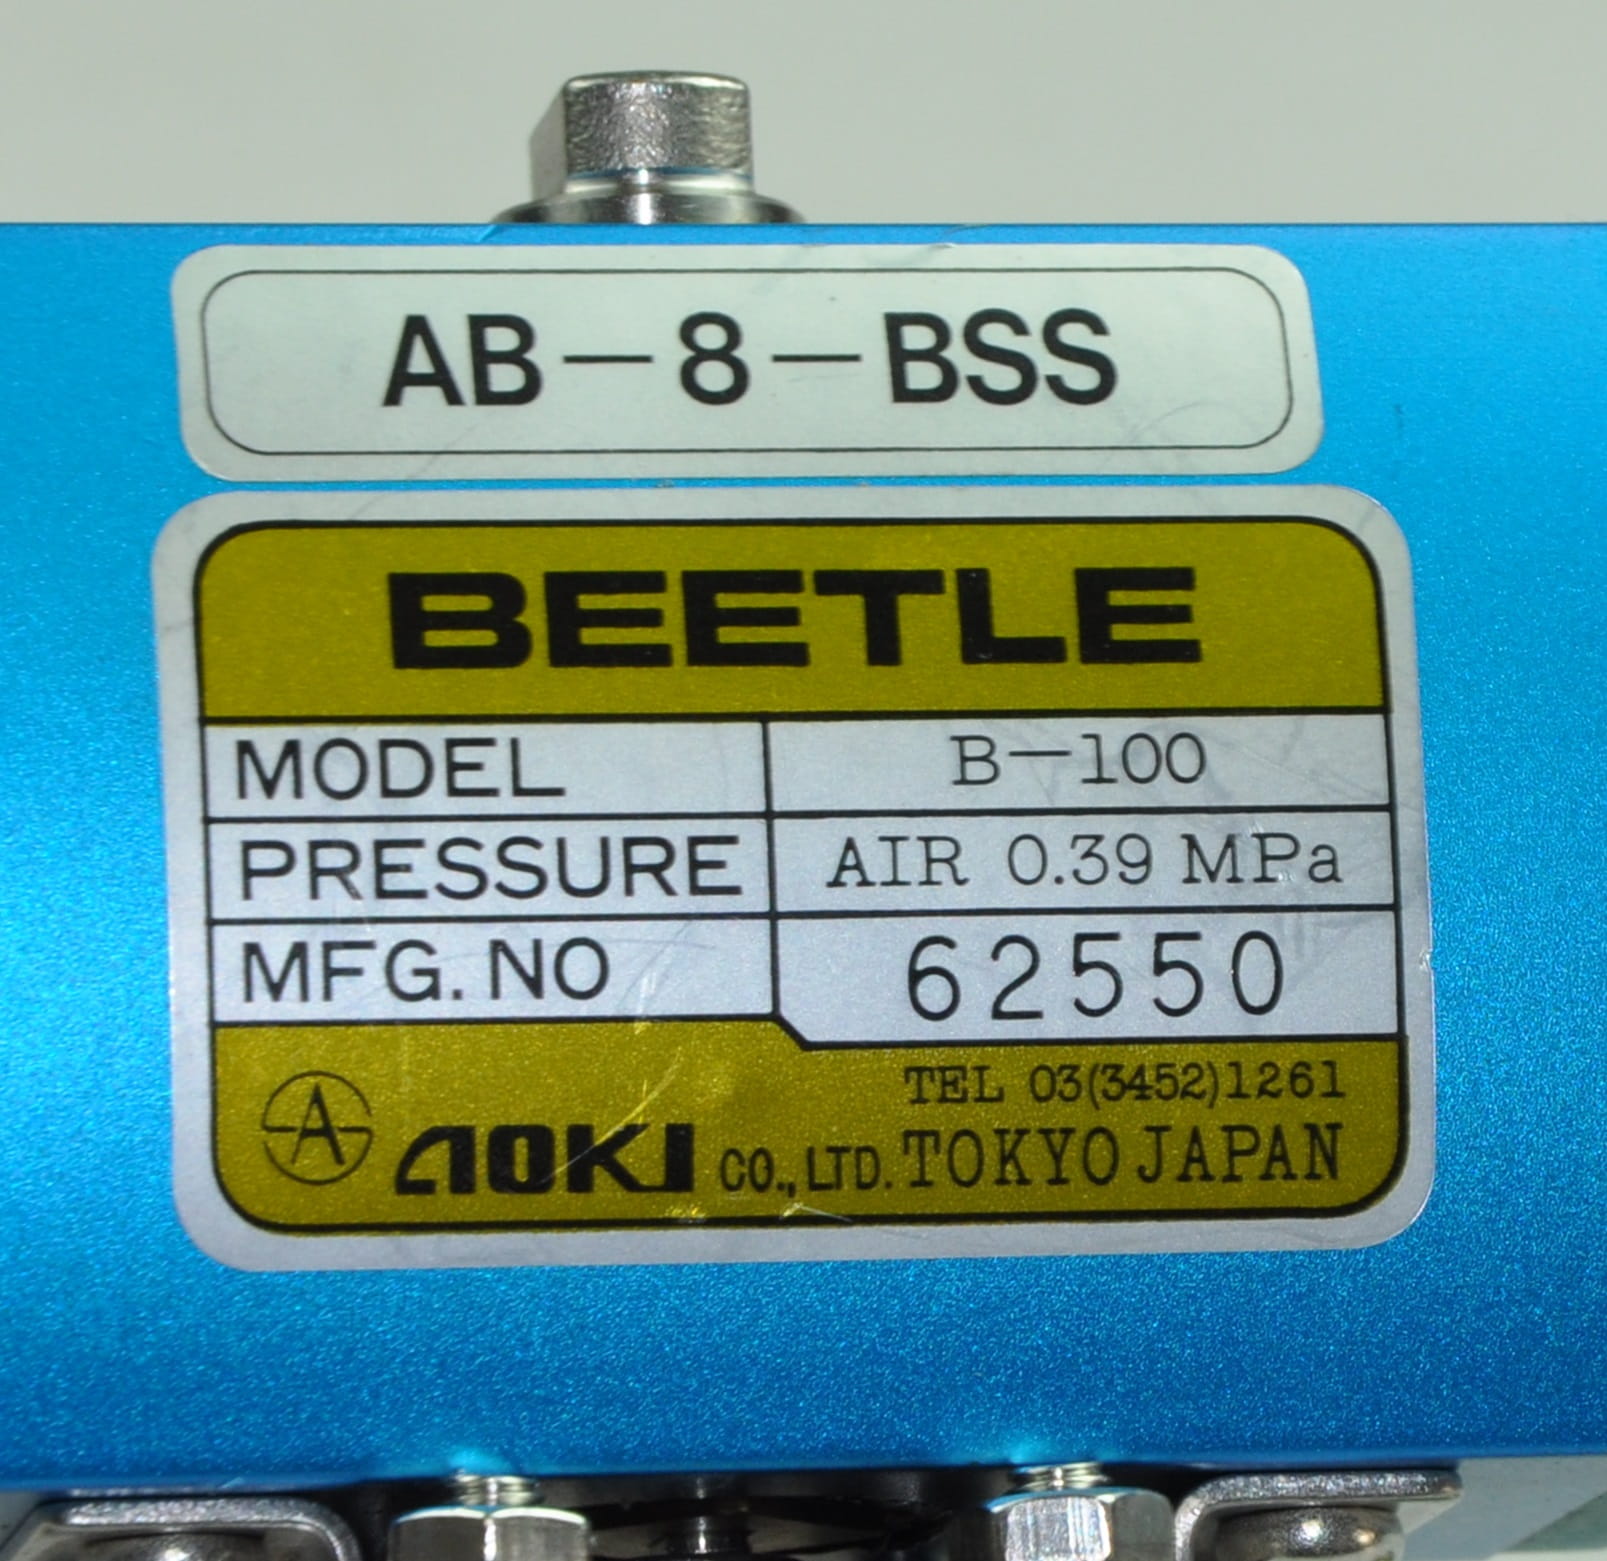 AB-8-BSS
BEETLE
MODEL B-100
PRESSURE AIR 0.39 MPa
MFG. NO 62550
TEL 03(3452)1261
A AOKI CO., LTD. TOKYO JAPAN